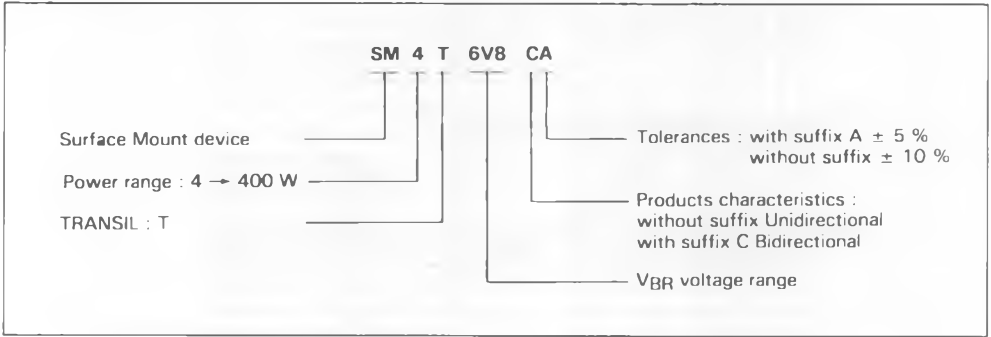 SM 4 T 6V8 CA
Surface Mount device
Power range : 4 → 400 W
TRANSIL : T
Tolerances : with suffix A ± 5 %
without suffix ± 10 %
Products characteristics :
without suffix Unidirectional
with suffix C Bidirectional
VBR voltage range